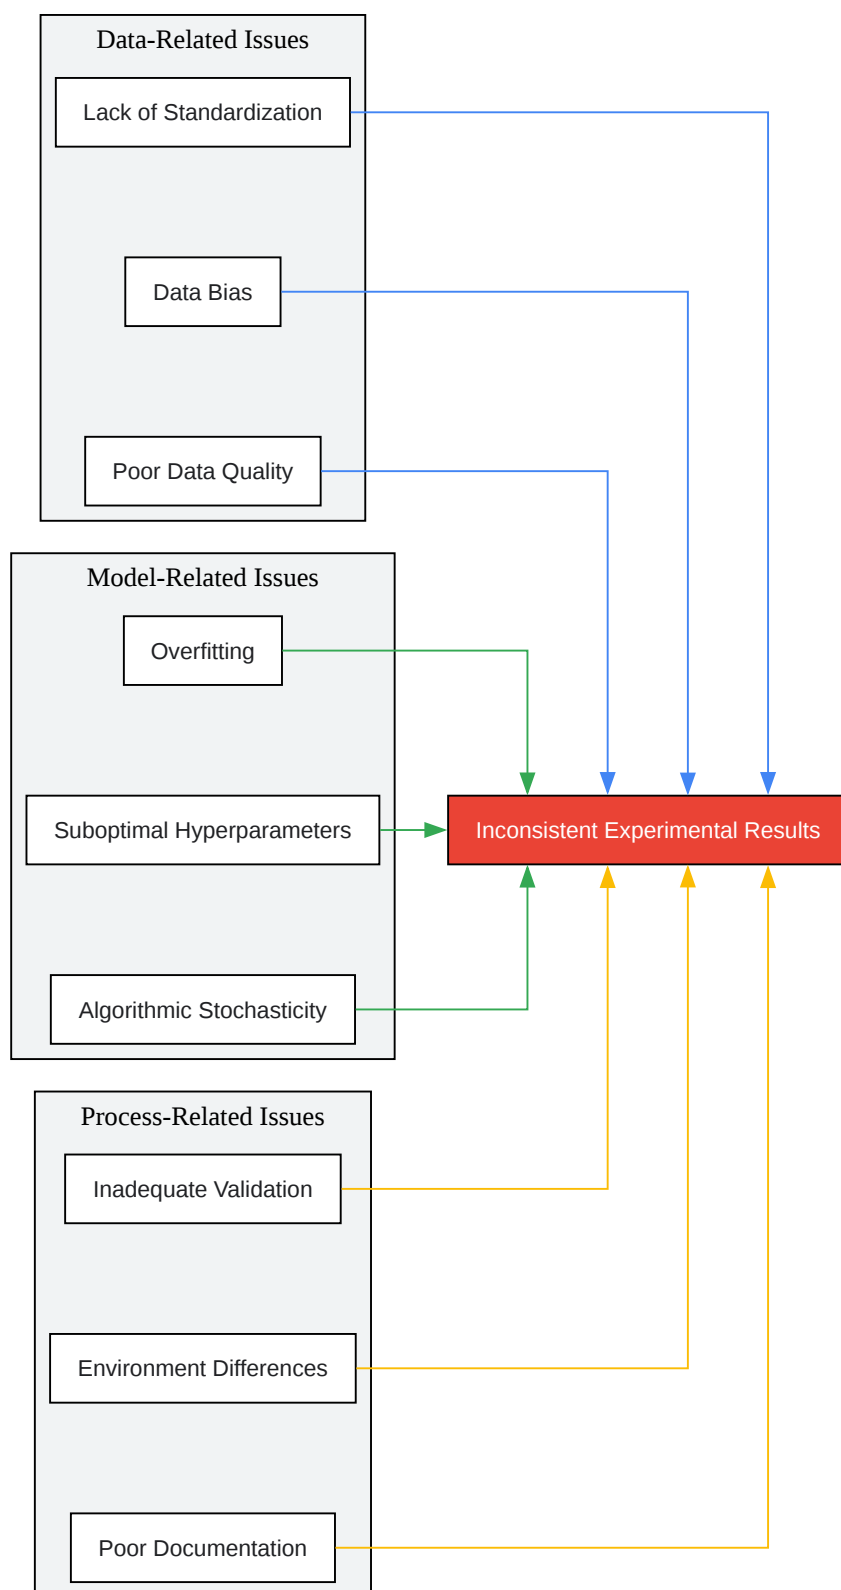 Data-Related Issues
Lack of Standardization
Data Bias
Poor Data Quality
Model-Related Issues
Overfitting
Suboptimal Hyperparameters
Inconsistent Experimental Results
Algorithmic Stochasticity
Process-Related Issues
Inadequate Validation
Environment Differences
Poor Documentation